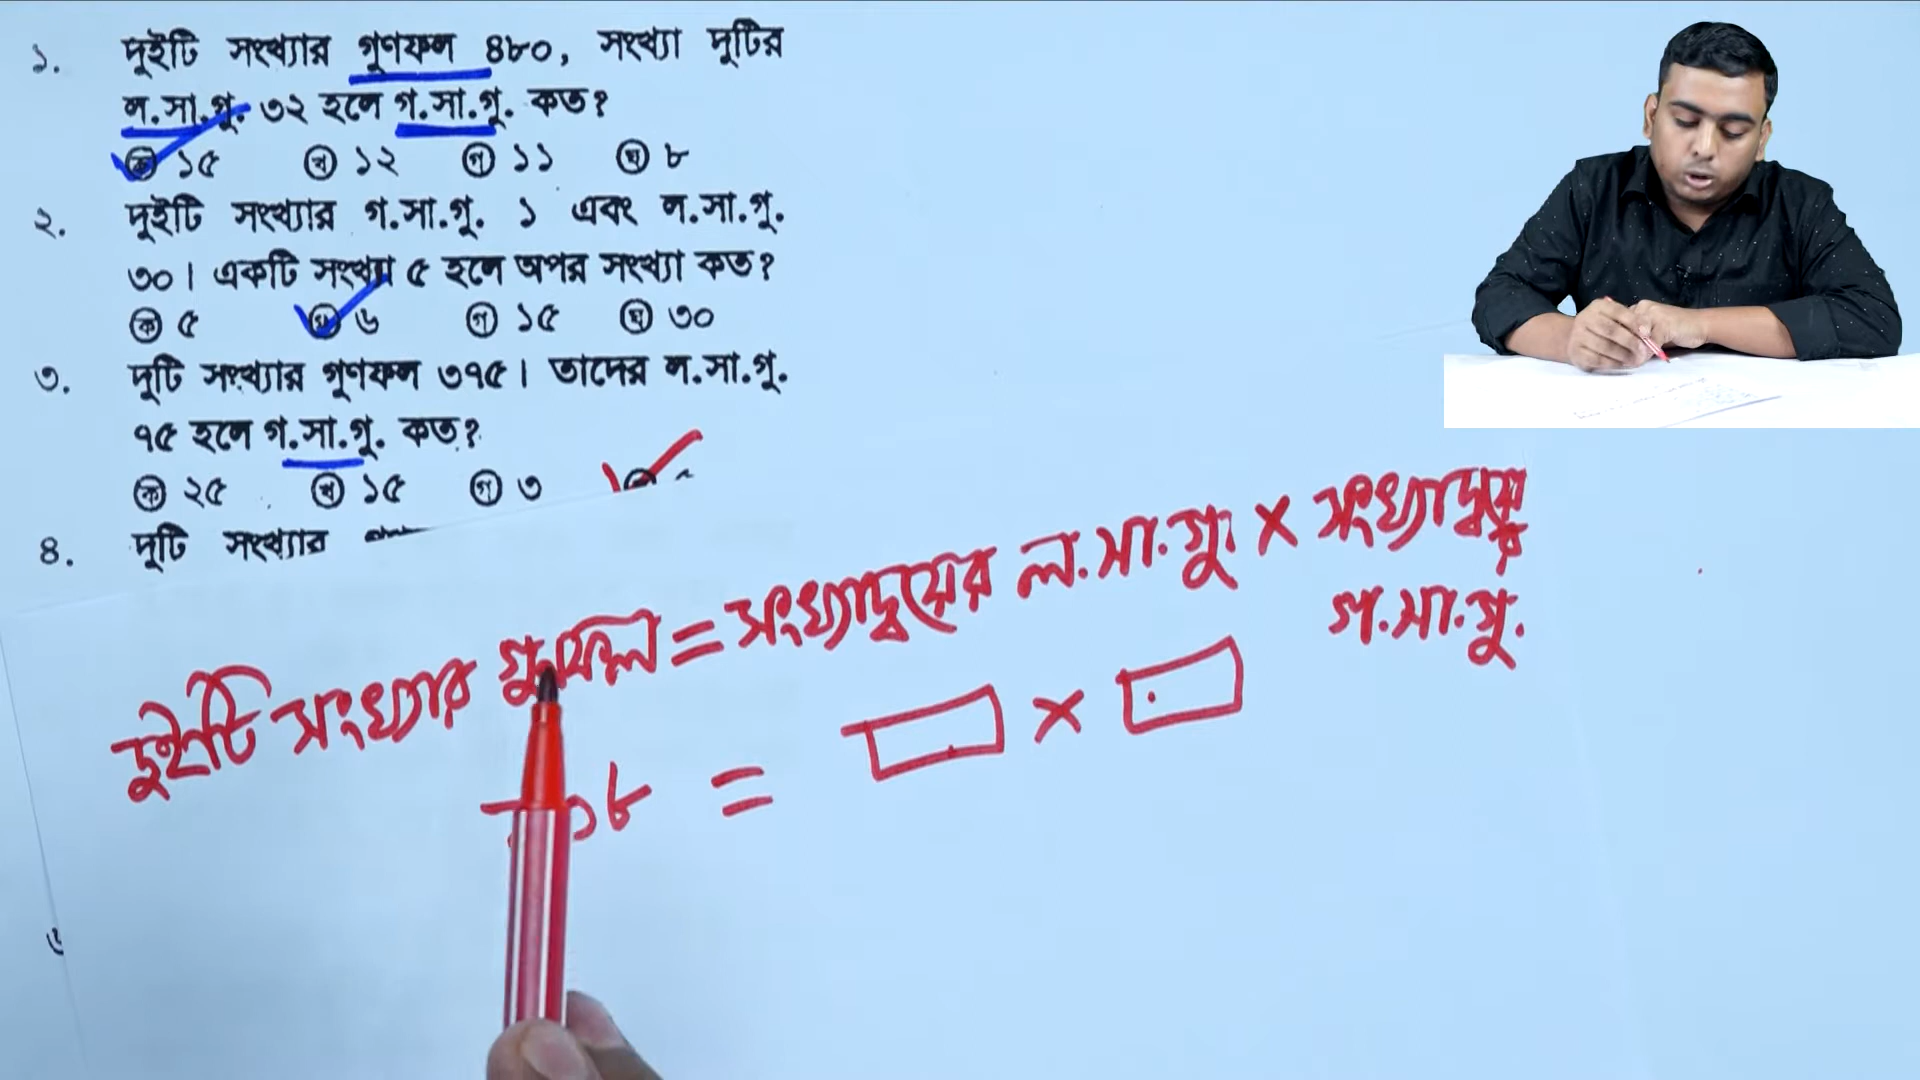 ১. দুইটি সংখ্যার গুণফল ৪৮০, সংখ্যা দুটির
ল.সা.গু. ৩২ হলে গ.সা.গু. কত?
ক ১৫ খ ১২ গ ১১ ঘ ৮
২. দুইটি সংখ্যার গ.সা.গু. ১ এবং ল.সা.গু.
৩০। একটি সংখ্যা ৫ হলে অপর সংখ্যা কত?
ক ৫ খ ৬ গ ১৫ ঘ ৩০
৩. দুটি সংখ্যার গুণফল ৩৭৫। তাদের ল.সা.গু.
৭৫ হলে গ.সা.গু. কত?
ক ২৫ খ ১৫ গ ৩
৪. দুটি সংখ্যার
দুইটি সংখ্যার গুণফল = সংখ্যাদ্বয়ের ল.সা.গু. × সংখ্যাদ্বয়ের
গ.সা.গু.
= ×
৬